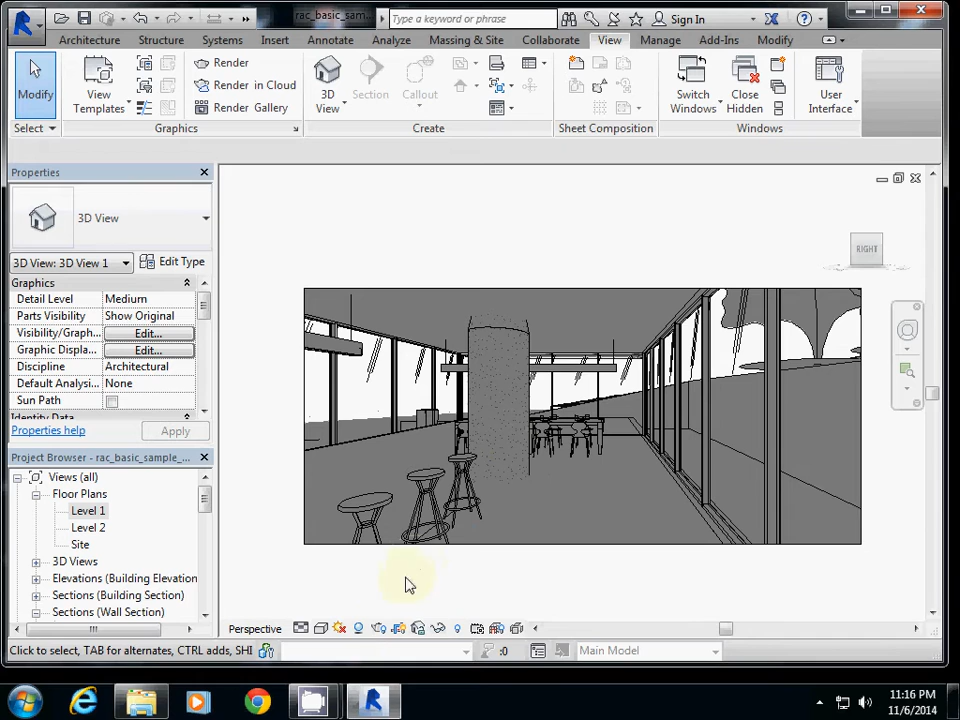 rac_basic_sam...
Type a keyword or phrase
Sign In
Architecture Structure Systems Insert Annotate Analyze Massing & Site Collaborate View Manage Add-Ins Modify
Modify
View
Templates
Render
Render in Cloud
Render Gallery
3D
View
Section
Callout
Switch
Windows
Close
Hidden
User
Interface
Select Graphics Create Sheet Composition Windows
Properties
3D View
3D View: 3D View 1 Edit Type
Graphics
Detail Level Medium
Parts Visibility Show Original
Visibility/Graph... Edit...
Graphic Displa... Edit...
Discipline Architectural
Default Analysi... None
Sun Path
Identity Data
Properties help Apply
Project Browser - rac_basic_sample_...
Views (all)
Floor Plans
Level 1
Level 2
Site
3D Views
Elevations (Building Elevation
Sections (Building Section)
Sections (Wall Section)
RIGHT
Perspective
Click to select, TAB for alternates, CTRL adds, SHI
:0
Main Model
11:16 PM
11/6/2014